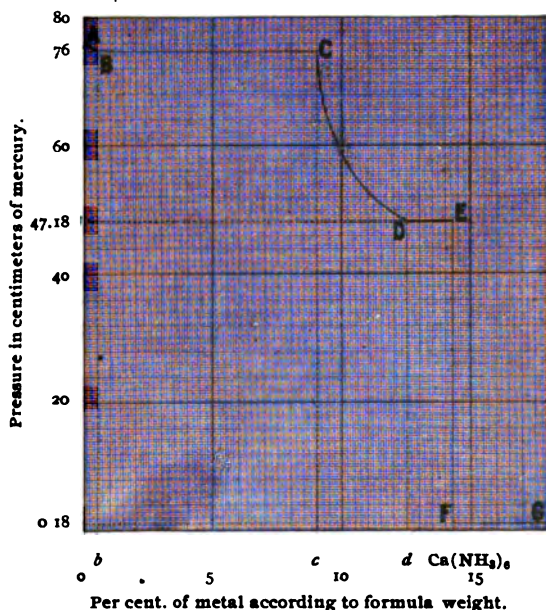 80
A
76
B
C
60
47.18
D
E
40
20
0 18
F
G
b
c
d
Ca(NH₃)₆
0
5
10
15
Pressure in centimeters of mercury.
Per cent. of metal according to formula weight.